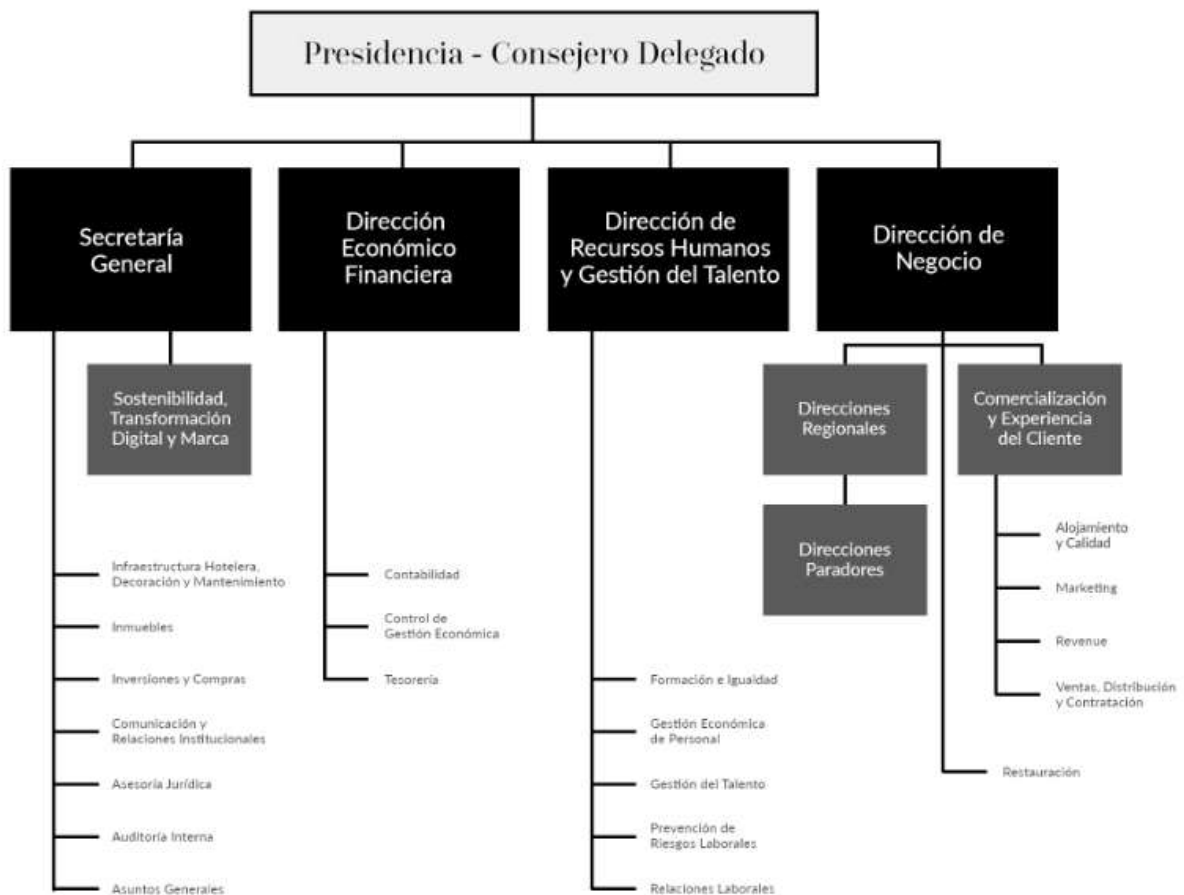 Presidencia - Consejero Delegado
Secretaría
General
Dirección
Económico
Financiera
Dirección de
Recursos Humanos
y Gestión del Talento
Dirección de
Negocio
Sostenibilidad,
Transformación
Digital y Marca
Direcciones
Regionales
Comercialización
y Experiencia
del Cliente
Direcciones
Paradores
Infraestructura Hotelera,
Decoración y Mantenimiento
Inmuebles
Inversiones y Compras
Comunicación y
Relaciones Institucionales
Asesoría Jurídica
Auditoría Interna
Asuntos Generales
Contabilidad
Control de
Gestión Económica
Tesorería
Formación e Igualdad
Gestión Económica
de Personal
Gestión del Talento
Prevención de
Riesgos Laborales
Relaciones Laborales
Alojamiento
y Calidad
Marketing
Revenue
Ventas, Distribución
y Contratación
Restauración